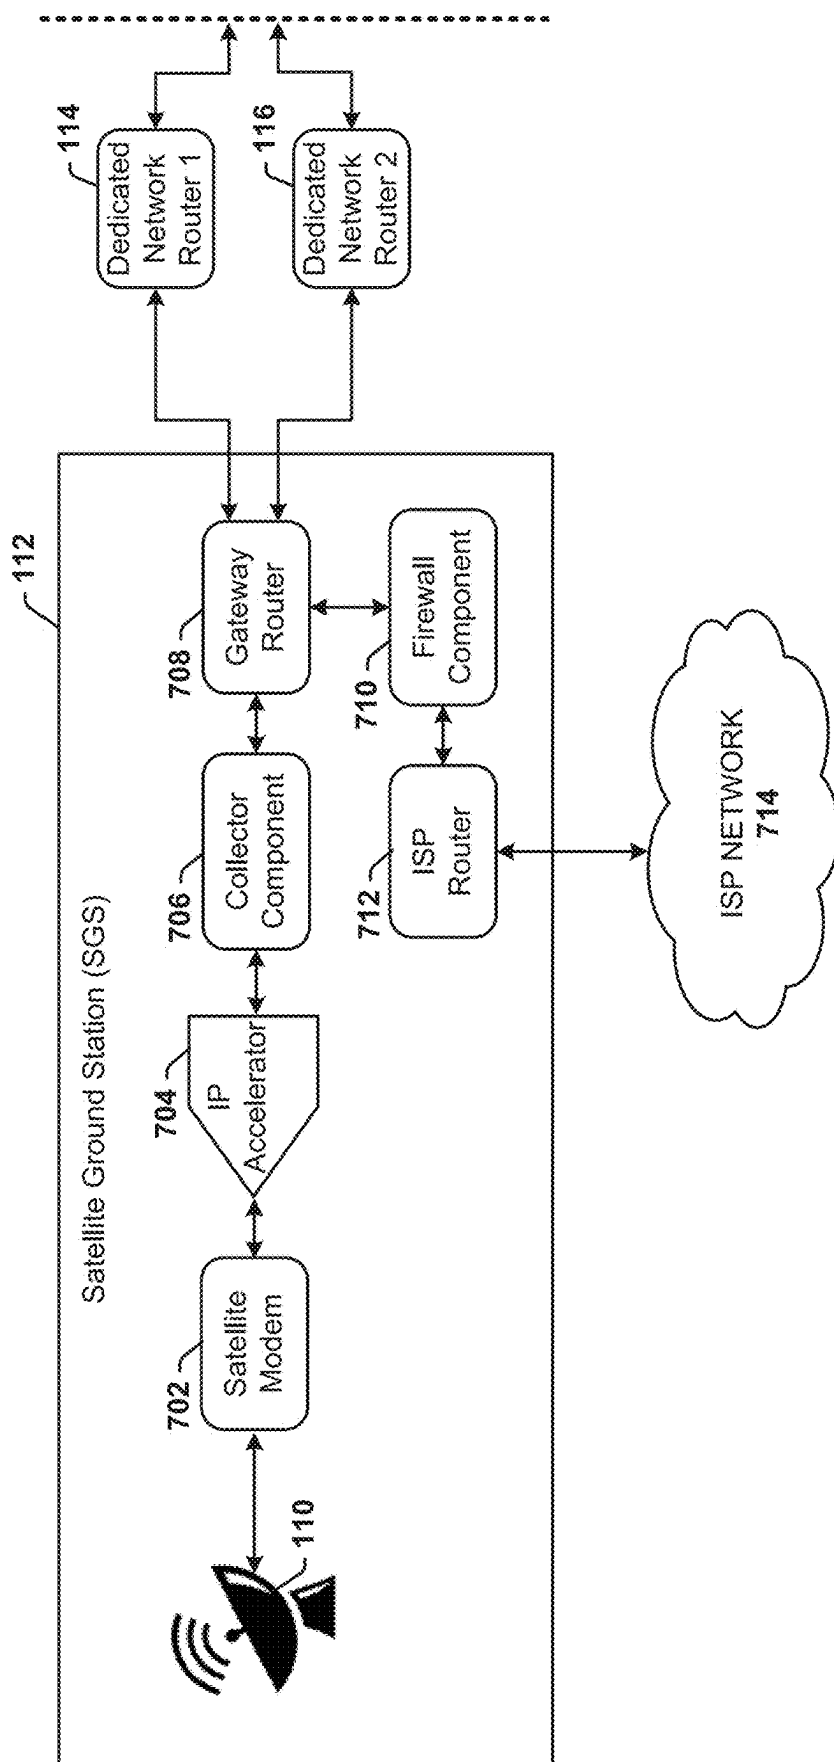 112
Satellite Ground Station (SGS)
110
702
Satellite
Modem
704
IP
Accelerator
706
Collector
Component
708
Gateway
Router
710
Firewall
Component
712
ISP
Router
ISP NETWORK
714
114
Dedicated
Network
Router 1
116
Dedicated
Network
Router 2